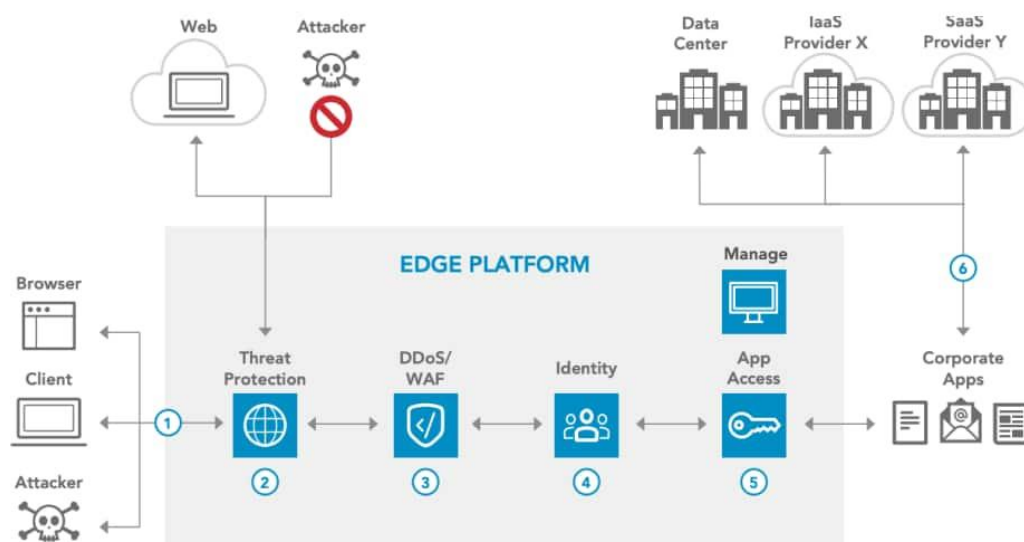 Web
Attacker
Data
Center
IaaS
Provider X
SaaS
Provider Y
EDGE PLATFORM
Manage
6
Browser
Threat
Protection
DDoS/
WAF
Identity
App
Access
Corporate
Apps
Client
1
</>
@
2
3
4
5
Attacker